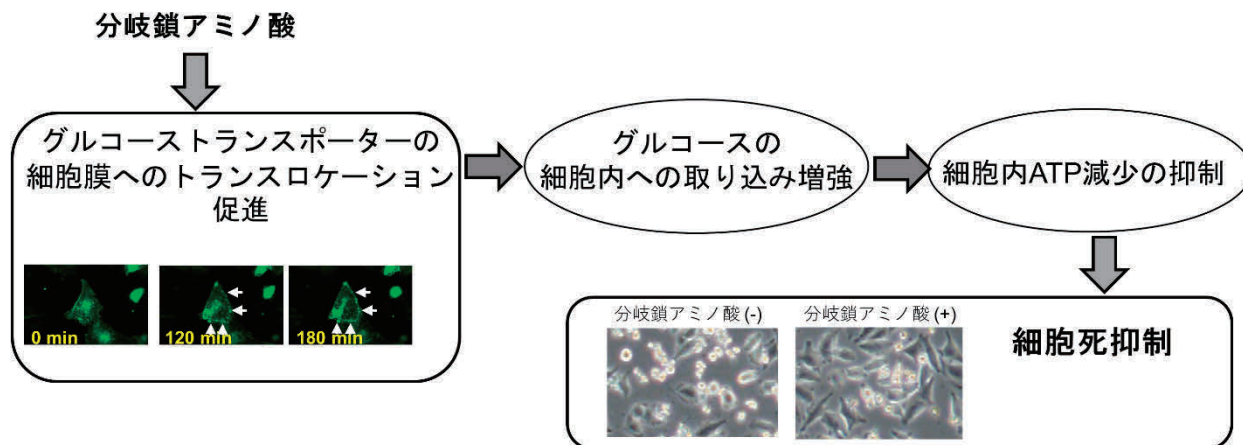 分岐鎖アミノ酸
グルコーストランスポーターの
細胞膜へのトランスロケーション
促進
0 min
120 min
180 min
グルコースの
細胞内への取り込み増強
細胞内ATP減少の抑制
分岐鎖アミノ酸 (-)
分岐鎖アミノ酸 (+)
細胞死抑制